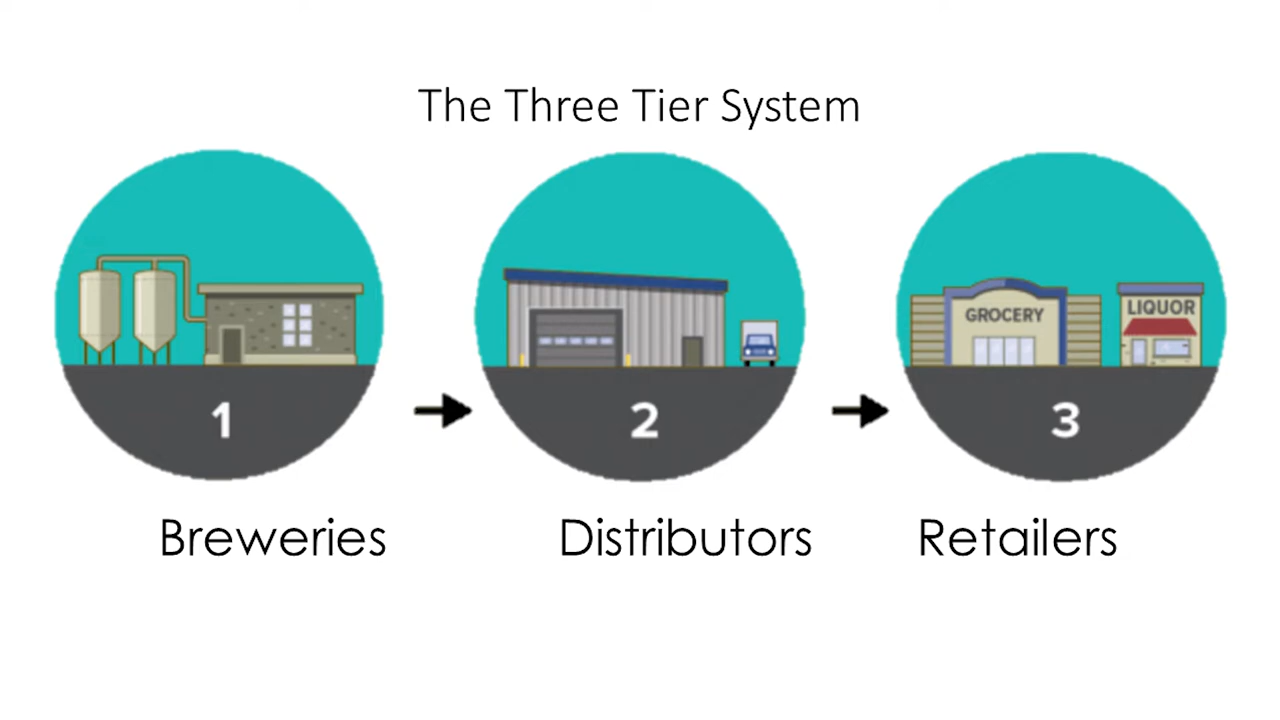 The Three Tier System
GROCERY
LIQUOR
1
2
3
Breweries
Distributors
Retailers